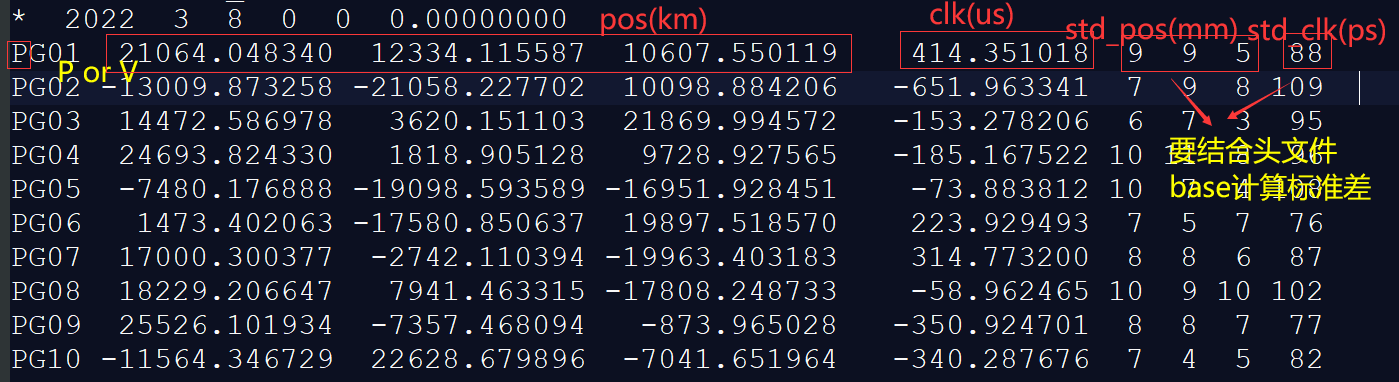 * 2022 3 8 0 0 0.00000000
pos(km)
clk(us)
std_pos(mm)
std_clk(ps)
PG01 21064.048340 12334.115587 10607.550119 414.351018 9 9 5 88
P or V
PG02 -13009.873258 -21058.227702 10098.884206 -651.963341 7 9 8 109
PG03 14472.586978 3620.151103 21869.994572 -153.278206 6 7 3 95
PG04 24693.824330 1818.905128 9728.927565 -185.167522 10
要结合头文件
PG05 -7480.176888 -19098.593589 -16951.928451 -73.883812 10
base计算标准差
PG06 1473.402063 -17580.850637 19897.518570 223.929493 7 5 7 76
PG07 17000.300377 -2742.110394 -19963.403183 314.773200 8 8 6 87
PG08 18229.206647 7941.463315 -17808.248733 -58.962465 10 9 10 102
PG09 25526.101934 -7357.468094 -873.965028 -350.924701 8 8 7 77
PG10 -11564.346729 22628.679896 -7041.651964 -340.287676 7 4 5 82